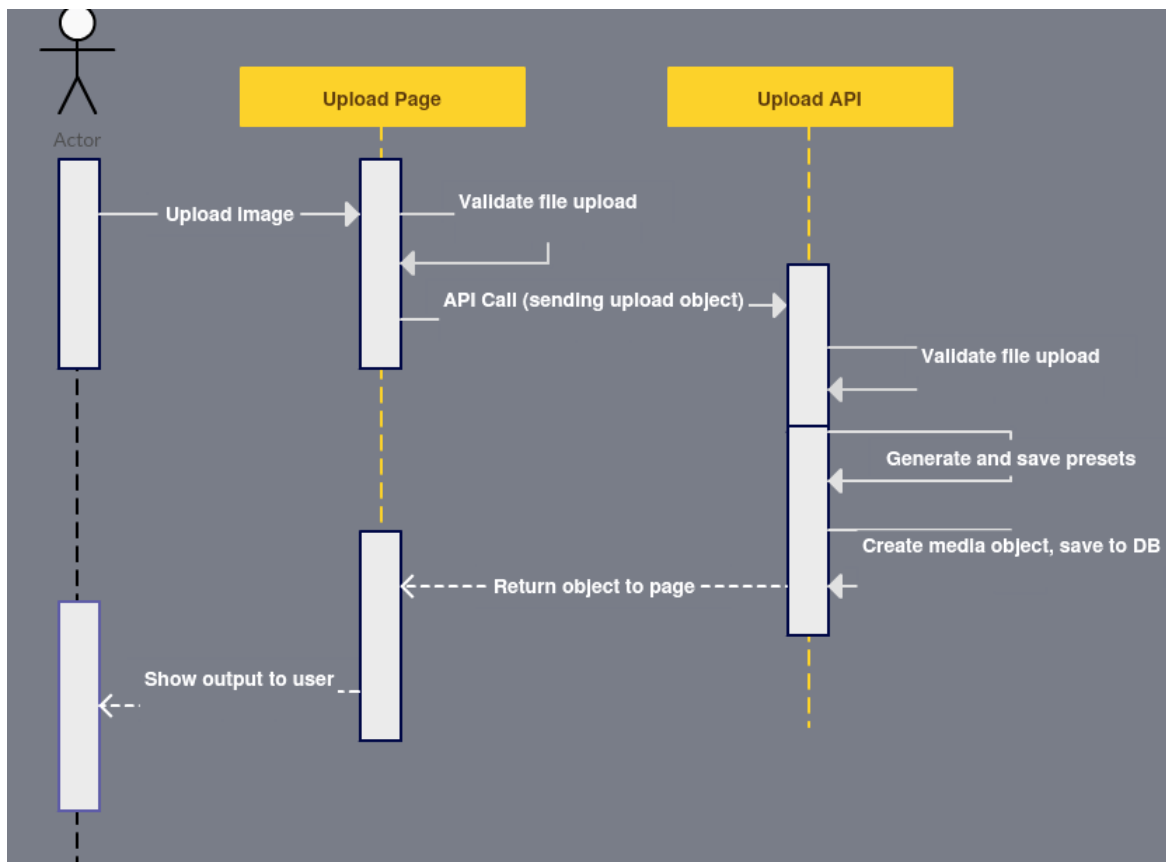 Actor
Upload Page
Upload API
Upload Image
Validate file upload
API Call (sending upload object)
Validate file upload
Generate and save presets
Create media object, save to DB
Return object to page
Show output to user